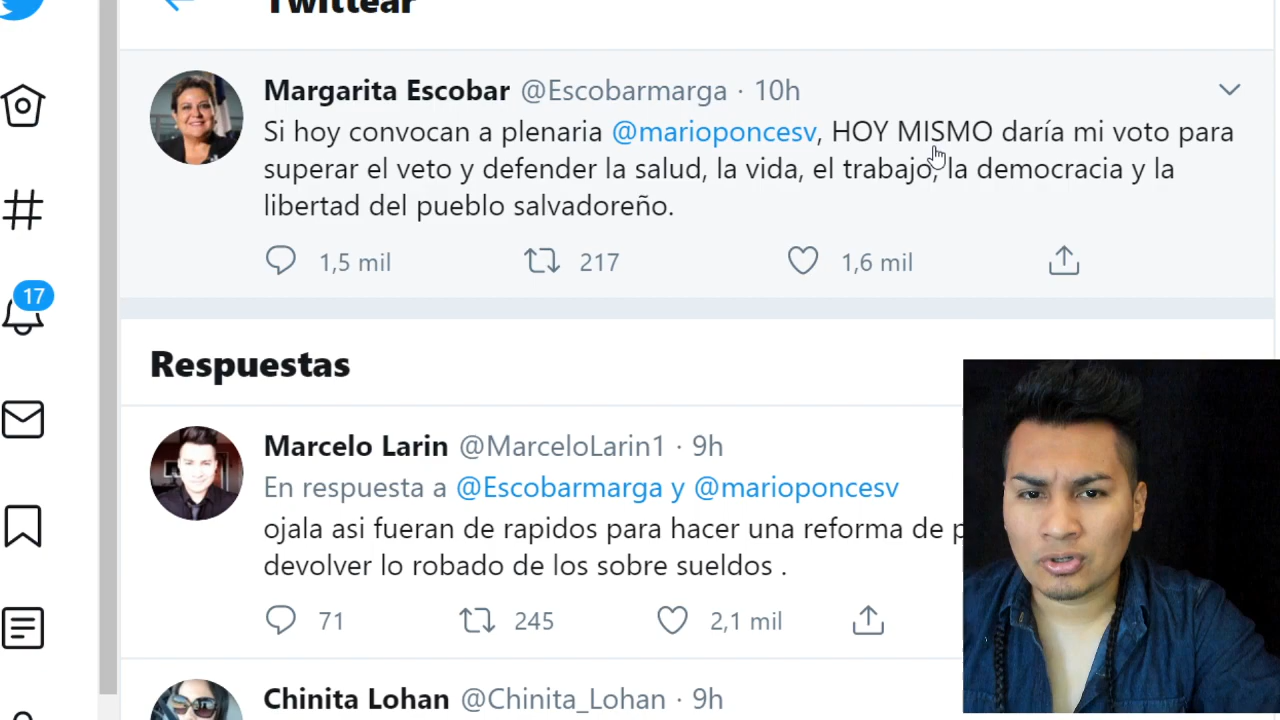 Twittear
Margarita Escobar @Escobarmarga · 10h
Si hoy convocan a plenaria @marioponcesv, HOY MISMO daría mi voto para
superar el veto y defender la salud, la vida, el trabajo, la democracia y la
libertad del pueblo salvadoreño.
1,5 mil 217 1,6 mil
17
Respuestas
Marcelo Larin @MarceloLarin1 · 9h
En respuesta a @Escobarmarga y @marioponcesv
ojala asi fueran de rapidos para hacer una reforma de
devolver lo robado de los sobre sueldos .
71 245 2,1 mil
Chinita Lohan @Chinita_Lohan · 9h